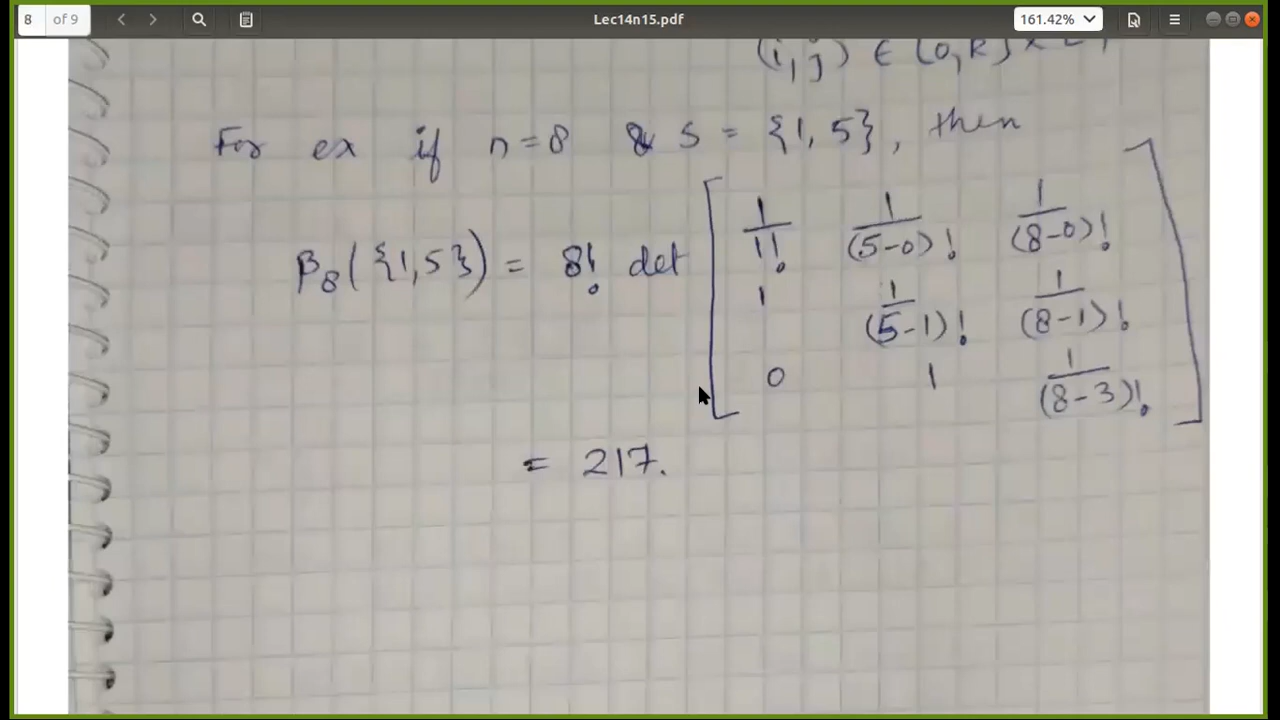 8 of 9 Lec14n15.pdf 161.42%
(i, j) ∈ [0, k] ×
For ex if n=8 & S = {1, 5}, then
β₈({1,5}) = 8! det [ 1/1! 1/(5-0)! 1/(8-0)!
1 1/(5-1)! 1/(8-1)!
0 1 1/(8-3)! ]
= 217.